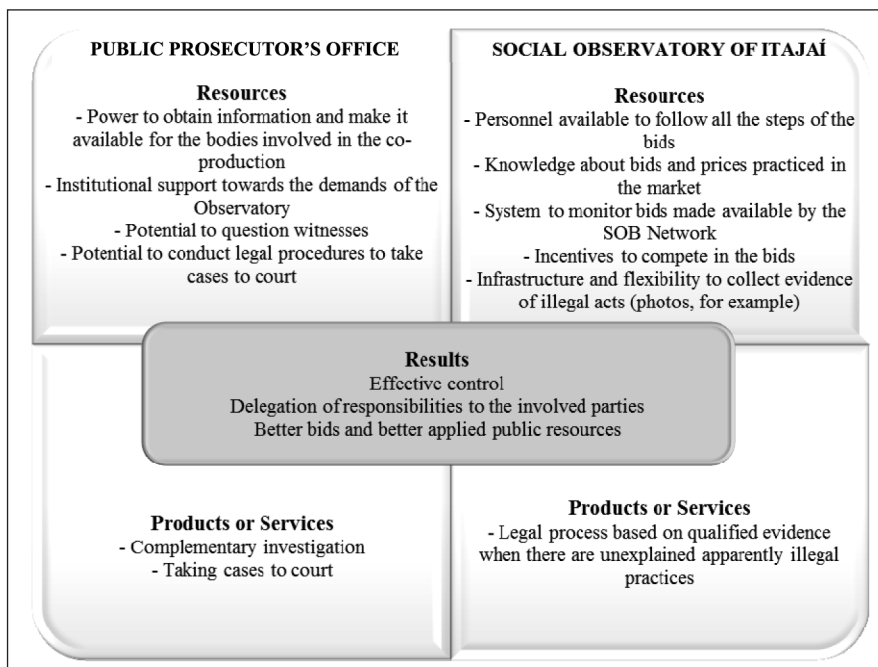 PUBLIC PROSECUTOR'S OFFICE
Resources
- Power to obtain information and make it
available for the bodies involved in the co-
production
- Institutional support towards the demands of the
Observatory
- Potential to question witnesses
- Potential to conduct legal procedures to take
cases to court
SOCIAL OBSERVATORY OF ITAJAÍ
Resources
- Personnel available to follow all the steps of the
bids
- Knowledge about bids and prices practiced in
the market
- System to monitor bids made available by the
SOB Network
- Incentives to compete in the bids
- Infrastructure and flexibility to collect evidence
of illegal acts (photos, for example)
Results
Effective control
Delegation of responsibilities to the involved parties
Better bids and better applied public resources
Products or Services
- Complementary investigation
- Taking cases to court
Products or Services
- Legal process based on qualified evidence
when there are unexplained apparently illegal
practices